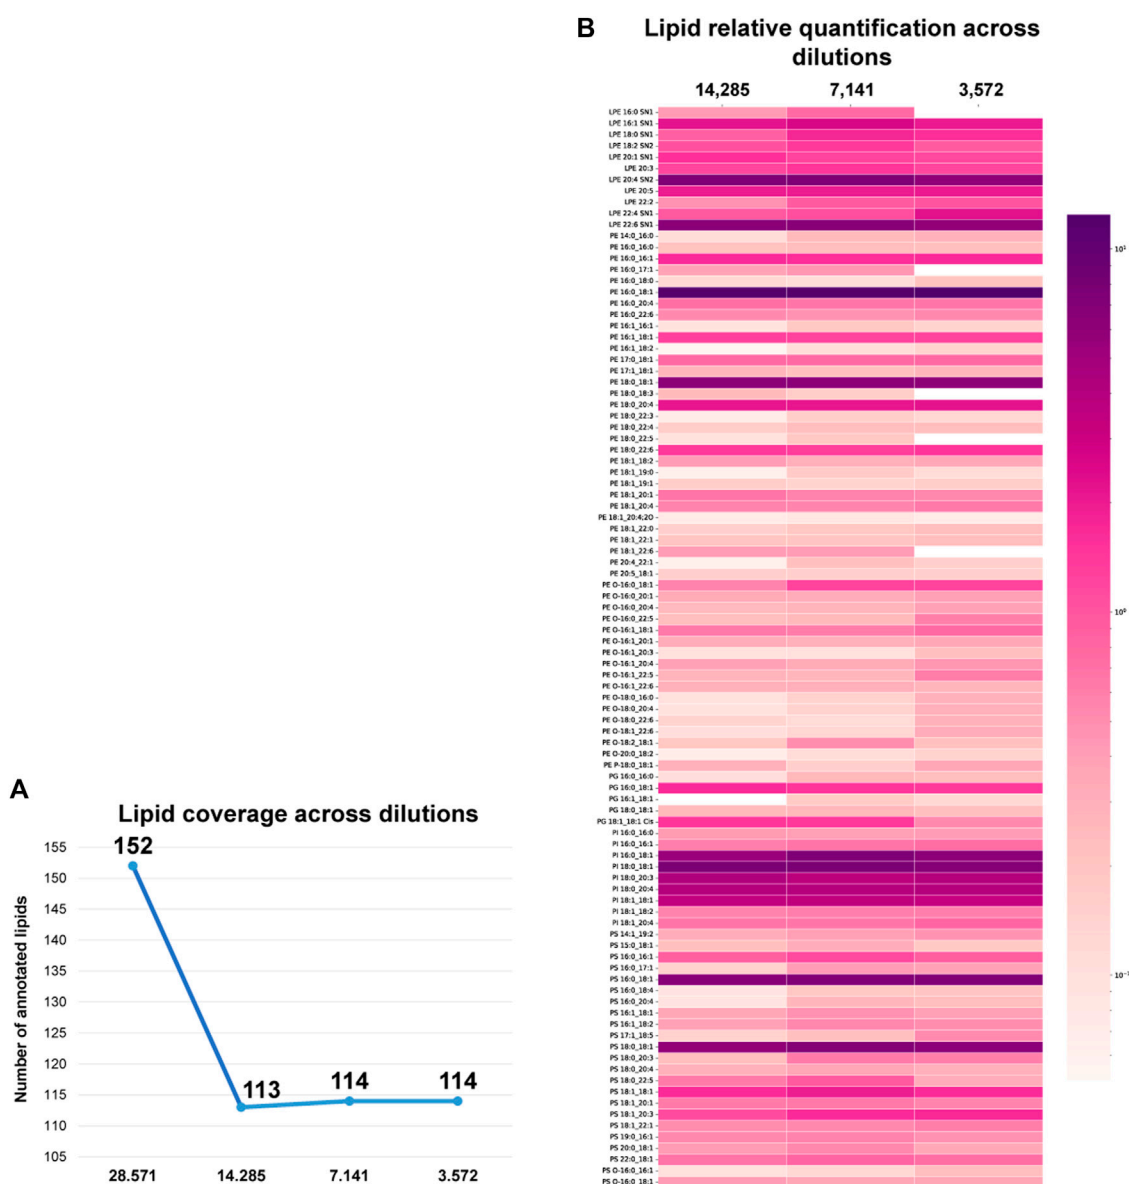 B
Lipid relative quantification across
dilutions
14,285 7,141 3,572
LPE 16:0 SN1
LPE 16:1 SN1
LPE 18:0 SN1
LPE 18:2 SN2
LPE 20:1 SN1
LPE 20:3
LPE 20:4 SN2
LPE 20:5
LPE 22:2
LPE 22:4 SN1
LPE 22:6 SN1
PE 14:0_16:0
PE 16:0_16:0
PE 16:0_16:1
PE 16:0_17:1
PE 16:0_18:0
PE 16:0_18:1
PE 16:0_20:4
PE 16:0_22:6
PE 16:1_16:1
PE 16:1_18:1
PE 16:1_18:2
PE 17:0_18:1
PE 17:1_18:1
PE 18:0_18:1
PE 18:0_18:3
PE 18:0_20:4
PE 18:0_22:3
PE 18:0_22:4
PE 18:0_22:5
PE 18:0_22:6
PE 18:1_18:2
PE 18:1_19:0
PE 18:1_19:1
PE 18:1_20:1
PE 18:1_20:4
PE 18:1_20:4;2O
PE 18:1_22:0
PE 18:1_22:1
PE 18:1_22:6
PE 20:4_22:1
PE 20:5_18:1
PE O-16:0_18:1
PE O-16:0_20:1
PE O-16:0_20:4
PE O-16:0_22:5
PE O-16:1_18:1
PE O-16:1_20:1
PE O-16:1_20:3
PE O-16:1_20:4
PE O-16:1_22:5
PE O-16:1_22:6
PE O-18:0_16:0
PE O-18:0_20:4
PE O-18:0_22:6
PE O-18:1_22:6
PE O-18:2_18:1
PE O-20:0_18:2
PE P-18:0_18:1
PG 16:0_16:0
PG 16:0_18:1
PG 16:1_18:1
PG 18:0_18:1
PG 18:1_18:1 Cis
PI 16:0_16:0
PI 16:0_16:1
PI 16:0_18:1
PI 18:0_18:1
PI 18:0_20:3
PI 18:0_20:4
PI 18:1_18:1
PI 18:1_18:2
PI 18:1_20:4
PS 14:1_19:2
PS 15:0_18:1
PS 16:0_16:1
PS 16:0_17:1
PS 16:0_18:1
PS 16:0_18:4
PS 16:0_20:4
PS 16:1_18:1
PS 16:1_18:2
PS 17:1_18:5
PS 18:0_18:1
PS 18:0_20:3
PS 18:0_20:4
PS 18:0_22:5
PS 18:1_18:1
PS 18:1_20:1
PS 18:1_20:3
PS 18:1_22:1
PS 19:0_16:1
PS 20:0_18:1
PS 22:0_18:1
PS O-16:0_16:1
PS O-16:0_18:1
10¹
10⁰
10⁻¹
A
Lipid coverage across dilutions
Number of annotated lipids
155
150
145
140
135
130
125
120
115
110
105
152
113
114
114
28.571 14.285 7.141 3.572